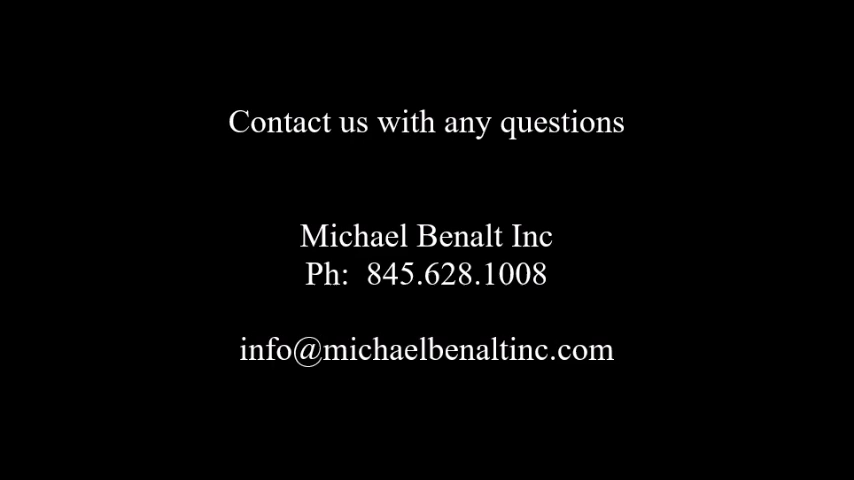 Contact us with any questions
Michael Benalt Inc
Ph:  845.628.1008
info@michaelbenaltinc.com